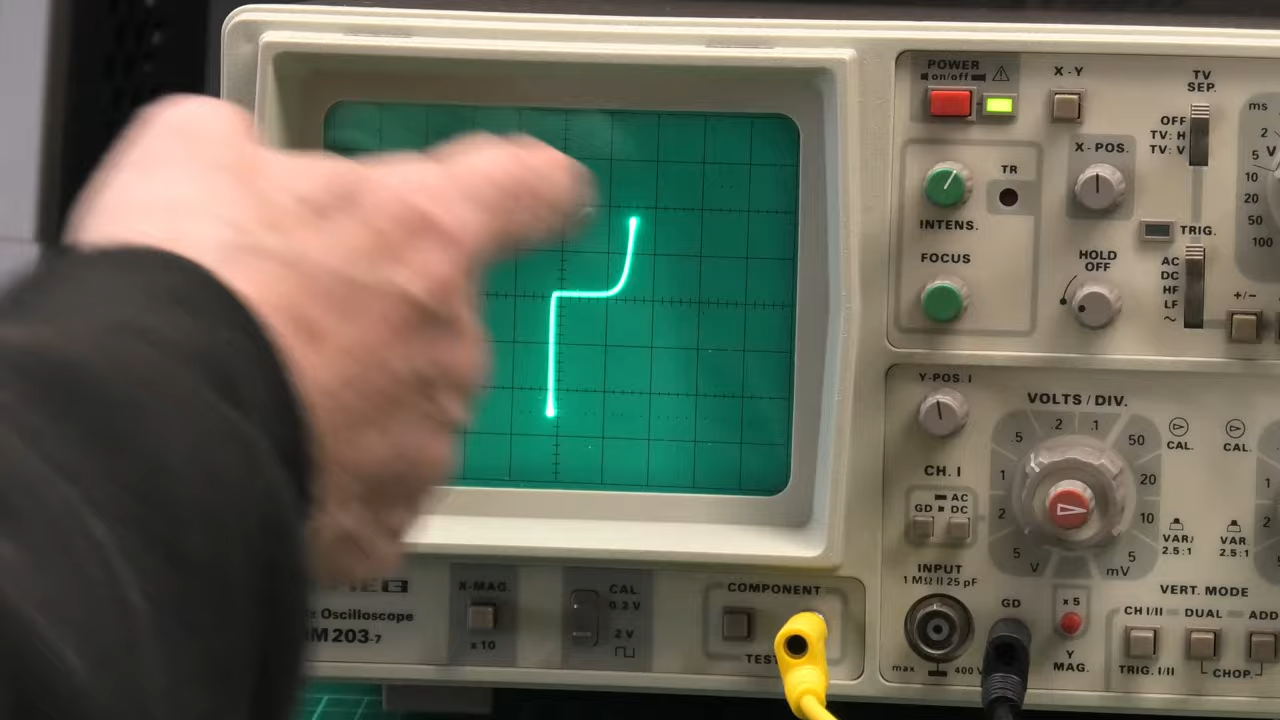 POWER
on/off
X-Y
TV
SEP.
OFF
TV: H
TV: V
ms
2
V
5
10
20
50
100
X-POS.
TR
INTENS.
TRIG.
FOCUS
HOLD
OFF
AC
DC
HF
LF
~
+/-
Y-POS. I
VOLTS / DIV.
.5
.2
.1
50
1
20
2
10
5
V
5
mV
CAL.
CAL.
1
2
CH. I
AC
GD
DC
VAR.
2.5 : 1
VAR.
2.5 : 1
INPUT
1 MΩ II 25 pF
GD
x 5
Y
MAG.
max
400 V
VERT. MODE
CH I/II
DUAL
ADD
TRIG. I/II
CHOP.
Oscilloscope
M 203-7
X-MAG.
x 10
CAL.
0.2 V
2 V
COMPONENT